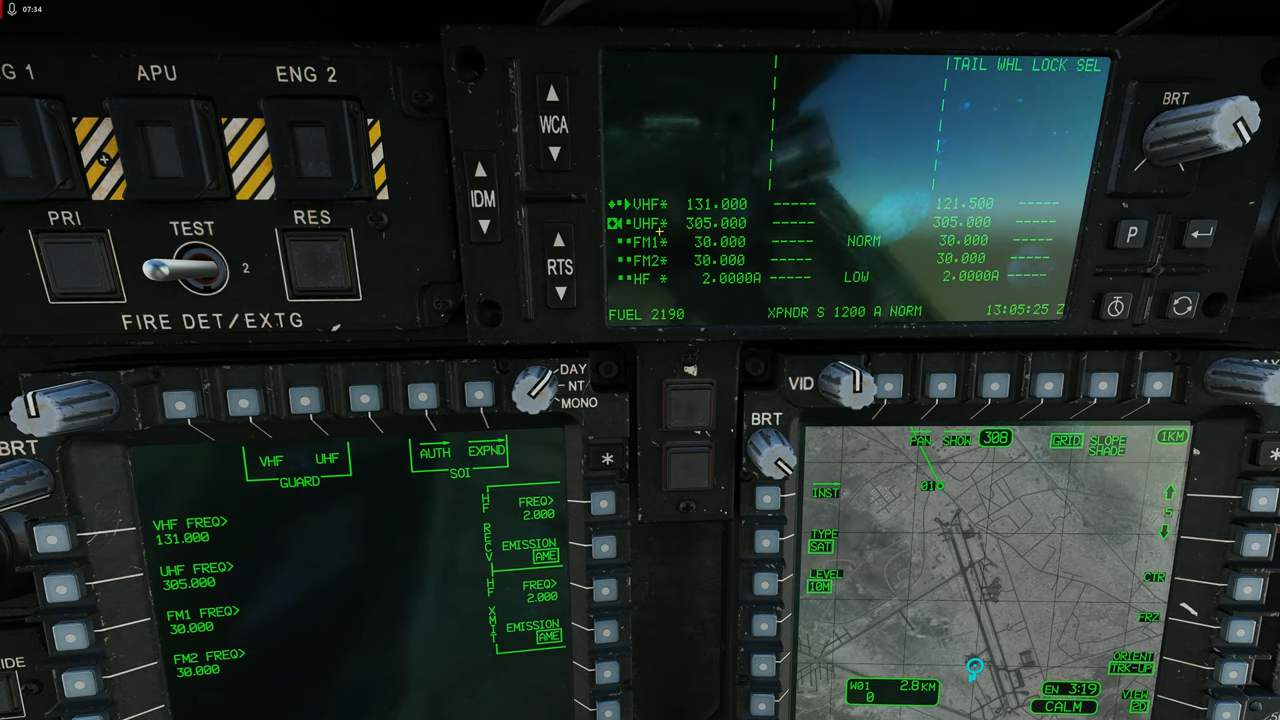 07:34
G 1
APU
ENG 2
PRI
TEST
RES
2
FIRE DET/EXTG
WCA
IDM
RTS
TAIL WHL LOCK SEL
VHF* 131.000 ----- 121.500 -----
UHF* 305.000 ----- 305.000 -----
FM1* 30.000 ----- NORM 30.000 -----
FM2* 30.000 ----- 30.000 -----
HF * 2.0000A ----- LOW 2.0000A -----
FUEL 2190 XPNDR S 1200 A NORM 13:05:25 Z
BRT
P
DAY
NT
MONO
BRT
*
VHF UHF
GUARD
AUTH EXPND
SOI
VHF FREQ>
131.000
UHF FREQ>
305.000
FM1 FREQ>
30.000
FM2 FREQ>
30.000
HF RECV
FREQ>
2.000
EMISSION
AME
HF XMIT
FREQ>
2.000
EMISSION
AME
VID
BRT
PAN SHOW 308 GRID SLOPE SHADE 1KM
01
INST
TYPE
SAT
LEVEL
10M
5
CTR
FRZ
ORIENT
TRK-UP
VIEW
2D
W01 2.8KM
0
EN 3:19
CALM
*
IDE